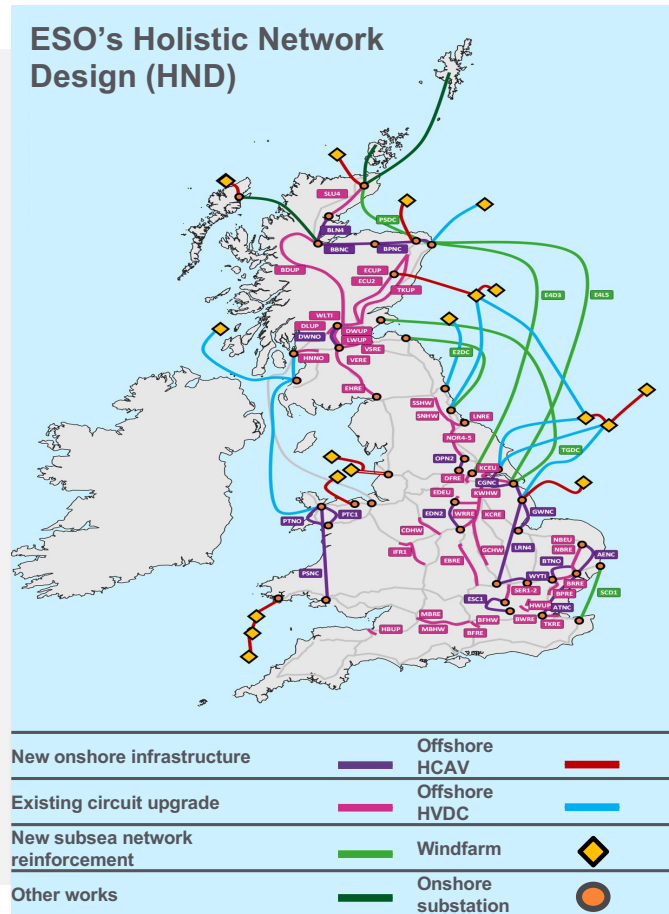 ESO's Holistic Network
Design (HND)
SLU4
PSDC
BLN4
BBNC
BPNC
BDUP
ECUP
ECU2
TKUP
E4D3
E4L5
WLTI
DLUP
DWNO
DWUP
LWUP
VSRE
VERE
HNNO
E2DC
EHRE
SSHW
SNHW
LNRE
NOR4-5
TGDC
OPN2
KCEU
DFRE
CGNC
EDEU
KWHW
GWNC
PTC1
PTNO
EDN2
WRRE
KCRE
CDHW
LRN4
NBEU
NBRE
IFR1
GCHW
BTNO
AENC
EBRE
WYTI
PSNC
BRRE
SER1-2
BPRE
SCD1
ESC1
HWUP
ATNC
MBRE
BFHW
BWRE
TKRE
HBUP
MBHW
BFRE
New onshore infrastructure
Offshore
HCAV
Existing circuit upgrade
Offshore
HVDC
New subsea network
reinforcement
Windfarm
Other works
Onshore
substation